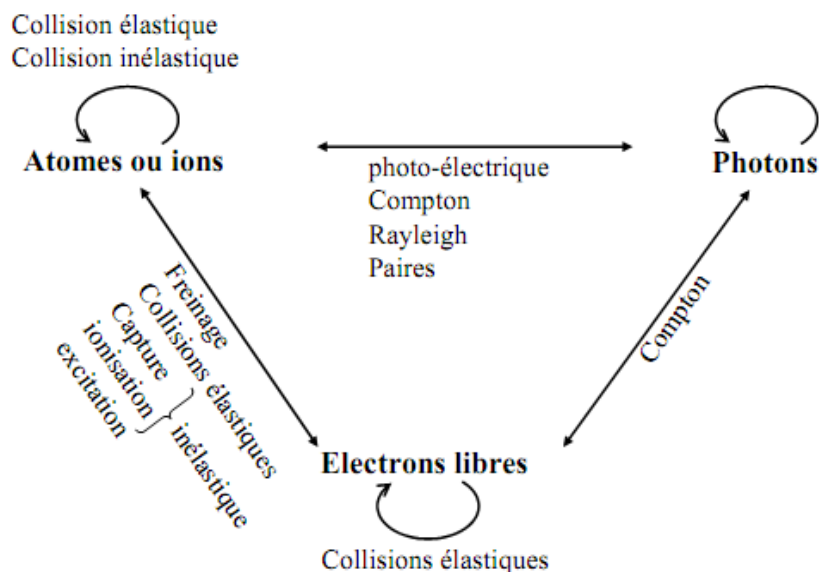 Collision élastique
Collision inélastique
Atomes ou ions
Photons
photo-électrique
Compton
Rayleigh
Paires
Freinage
Collisions élastiques
Capture
ionisation
excitation
inélastique
Compton
Electrons libres
Collisions élastiques